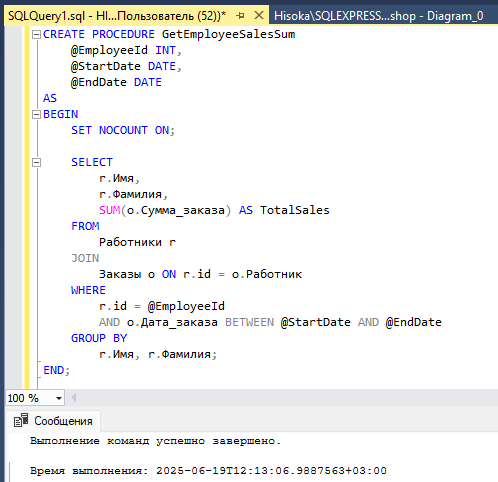 SQLQuery1.sql - HI...Пользователь (52))*
Hisoka\SQLEXPRESS...shop - Diagram_0
CREATE PROCEDURE GetEmployeeSalesSum
@EmployeeId INT,
@StartDate DATE,
@EndDate DATE
AS
BEGIN
SET NOCOUNT ON;
SELECT
r.Имя,
r.Фамилия,
SUM(o.Сумма_заказа) AS TotalSales
FROM
Работники r
JOIN
Заказы o ON r.id = o.Работник
WHERE
r.id = @EmployeeId
AND o.Дата_заказа BETWEEN @StartDate AND @EndDate
GROUP BY
r.Имя, r.Фамилия;
END;
100 %
Сообщения
Выполнение команд успешно завершено.
Время выполнения: 2025-06-19T12:13:06.9887563+03:00